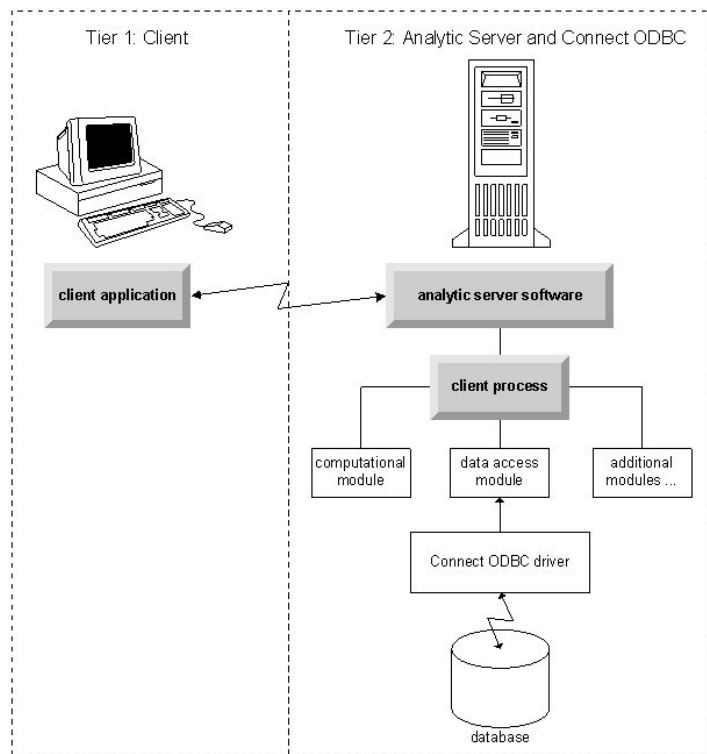 Tier 1: Client
Tier 2: Analytic Server and Connect ODBC
client application
analytic server software
client process
computational
module
data access
module
additional
modules ...
Connect ODBC driver
database